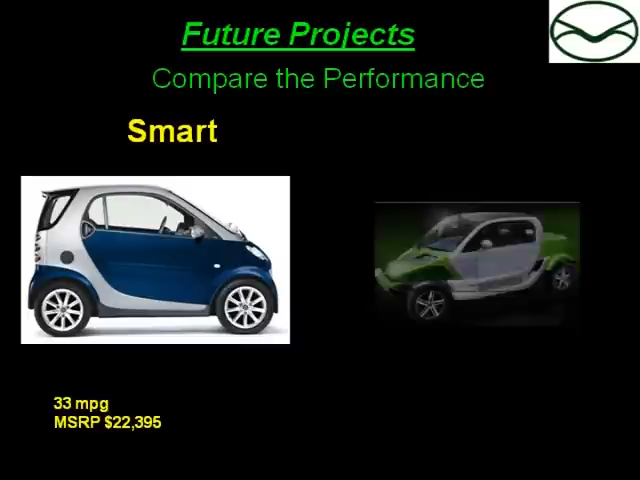 Future Projects
Compare the Performance
Smart
33 mpg
MSRP $22,395